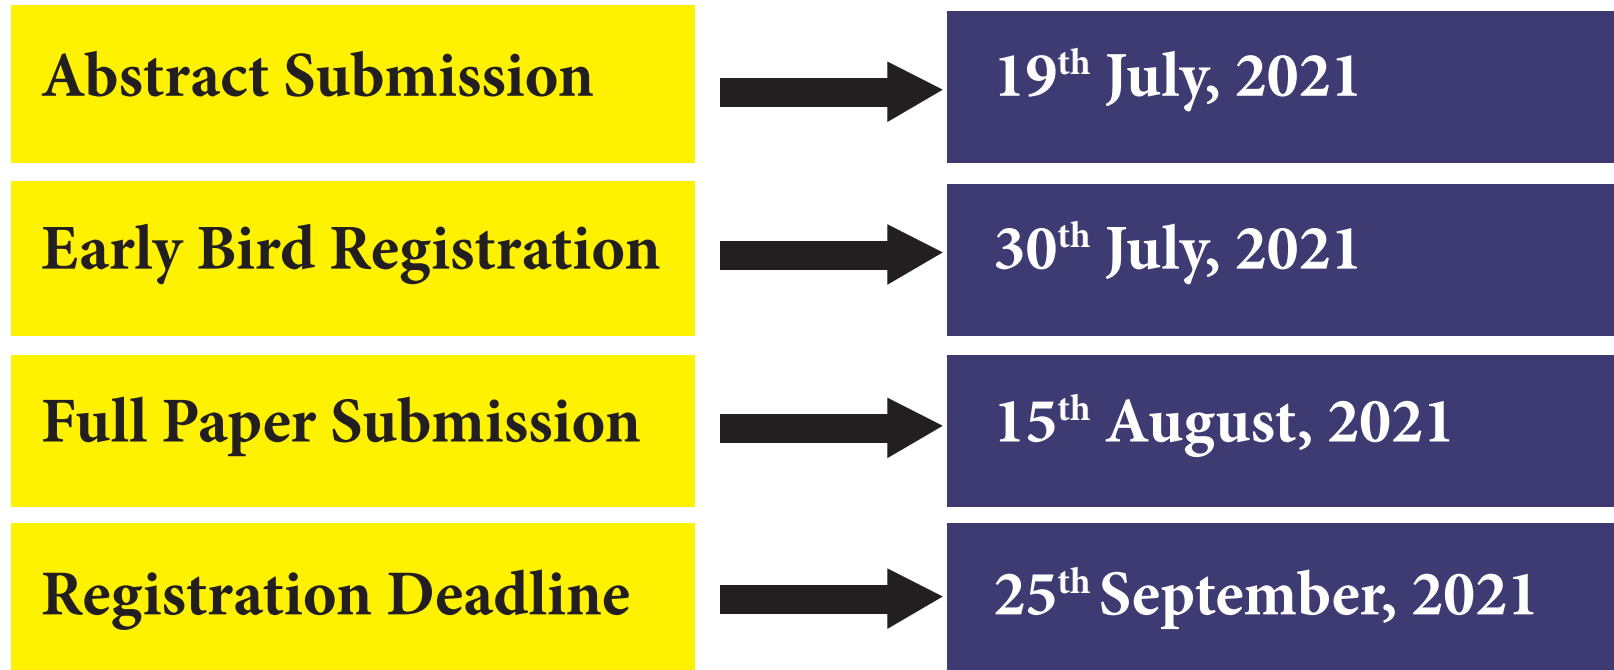 Abstract Submission 19th July, 2021
Early Bird Registration 30th July, 2021
Full Paper Submission 15th August, 2021
Registration Deadline 25th September, 2021